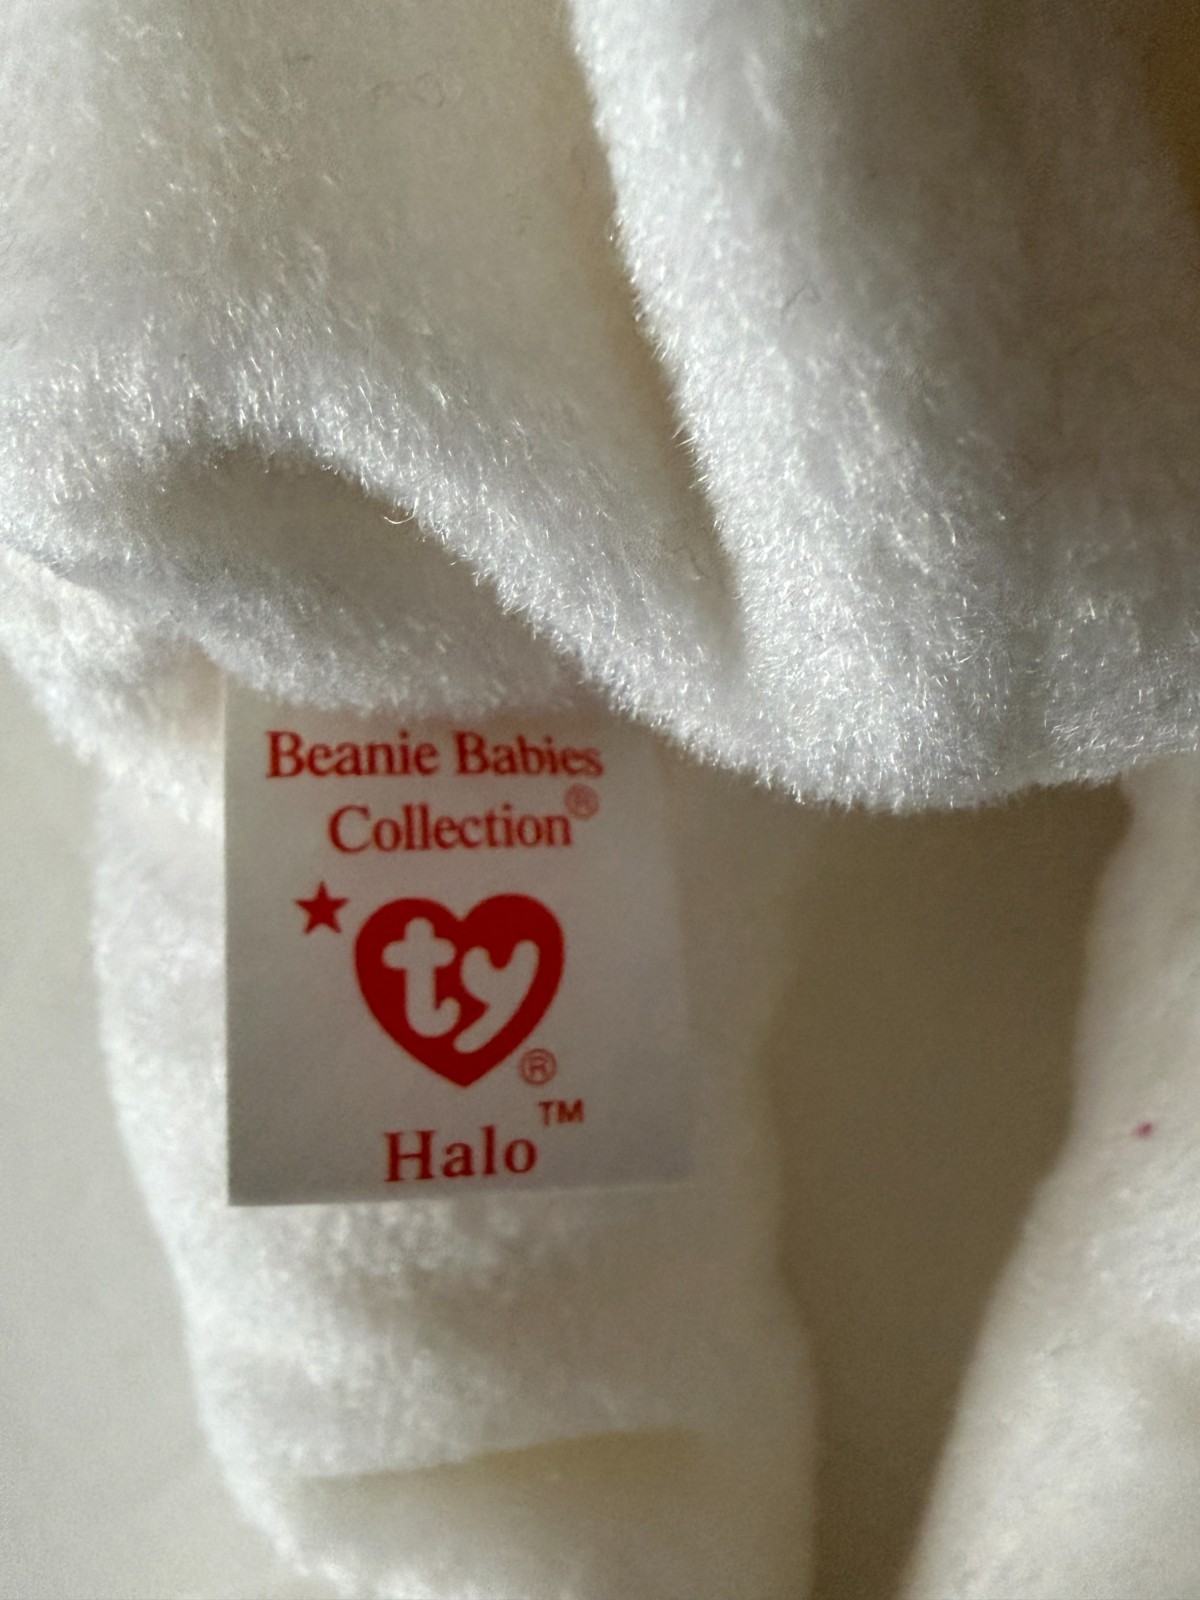 Beanie Babies
Collection®
ty®
Halo™